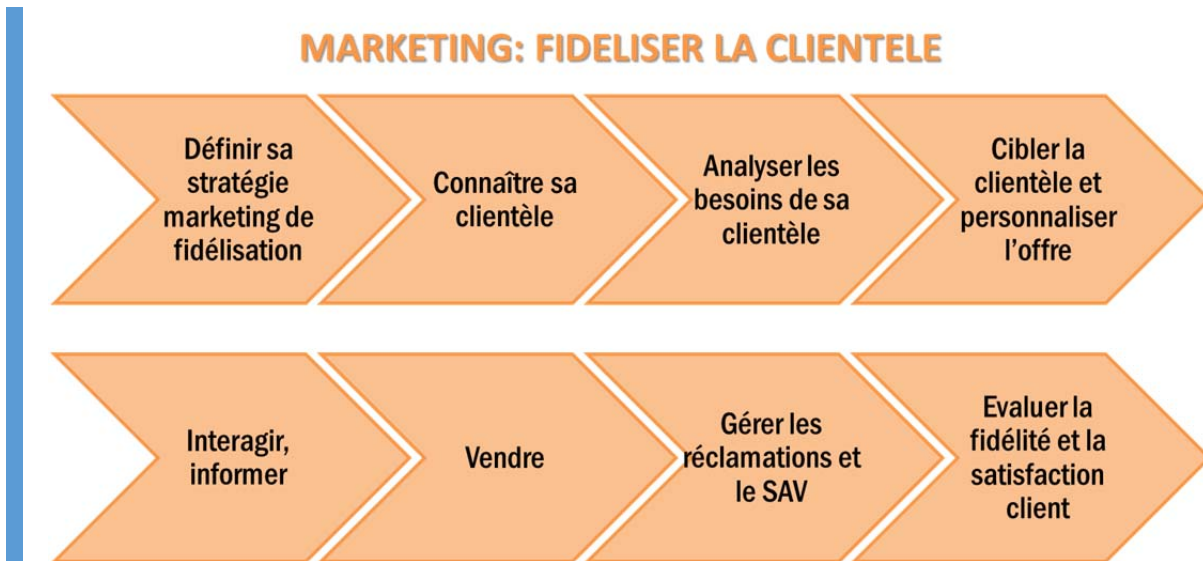 MARKETING: FIDELISER LA CLIENTELE
Définir sa
stratégie
marketing de
fidélisation
Connaître sa
clientèle
Analyser les
besoins de sa
clientèle
Cibler la
clientèle et
personnaliser
l'offre
Interagir,
informer
Vendre
Gérer les
réclamations et
le SAV
Evaluer la
fidélité et la
satisfaction
client